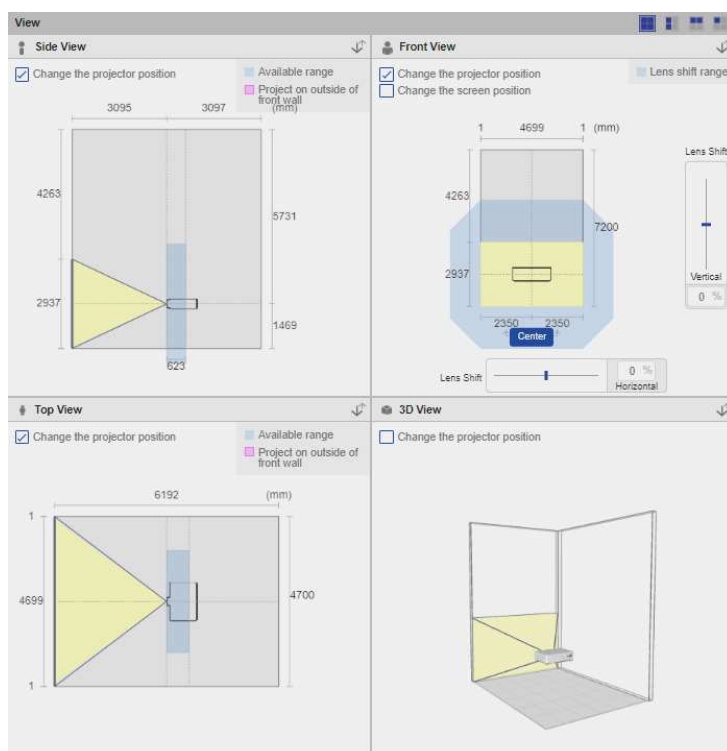 View
Side View
Change the projector position
Available range
Project on outside of
front wall
3095
3097
(mm)
4263
5731
2937
1469
623
Front View
Change the projector position
Change the screen position
Lens shift range
1
4699
1
(mm)
4263
7200
2937
2350
2350
Center
Lens Shift
Vertical
0 %
Lens Shift
0 %
Horizontal
Top View
Change the projector position
Available range
Project on outside of
front wall
6192
(mm)
1
4699
4700
1
3D View
Change the projector position